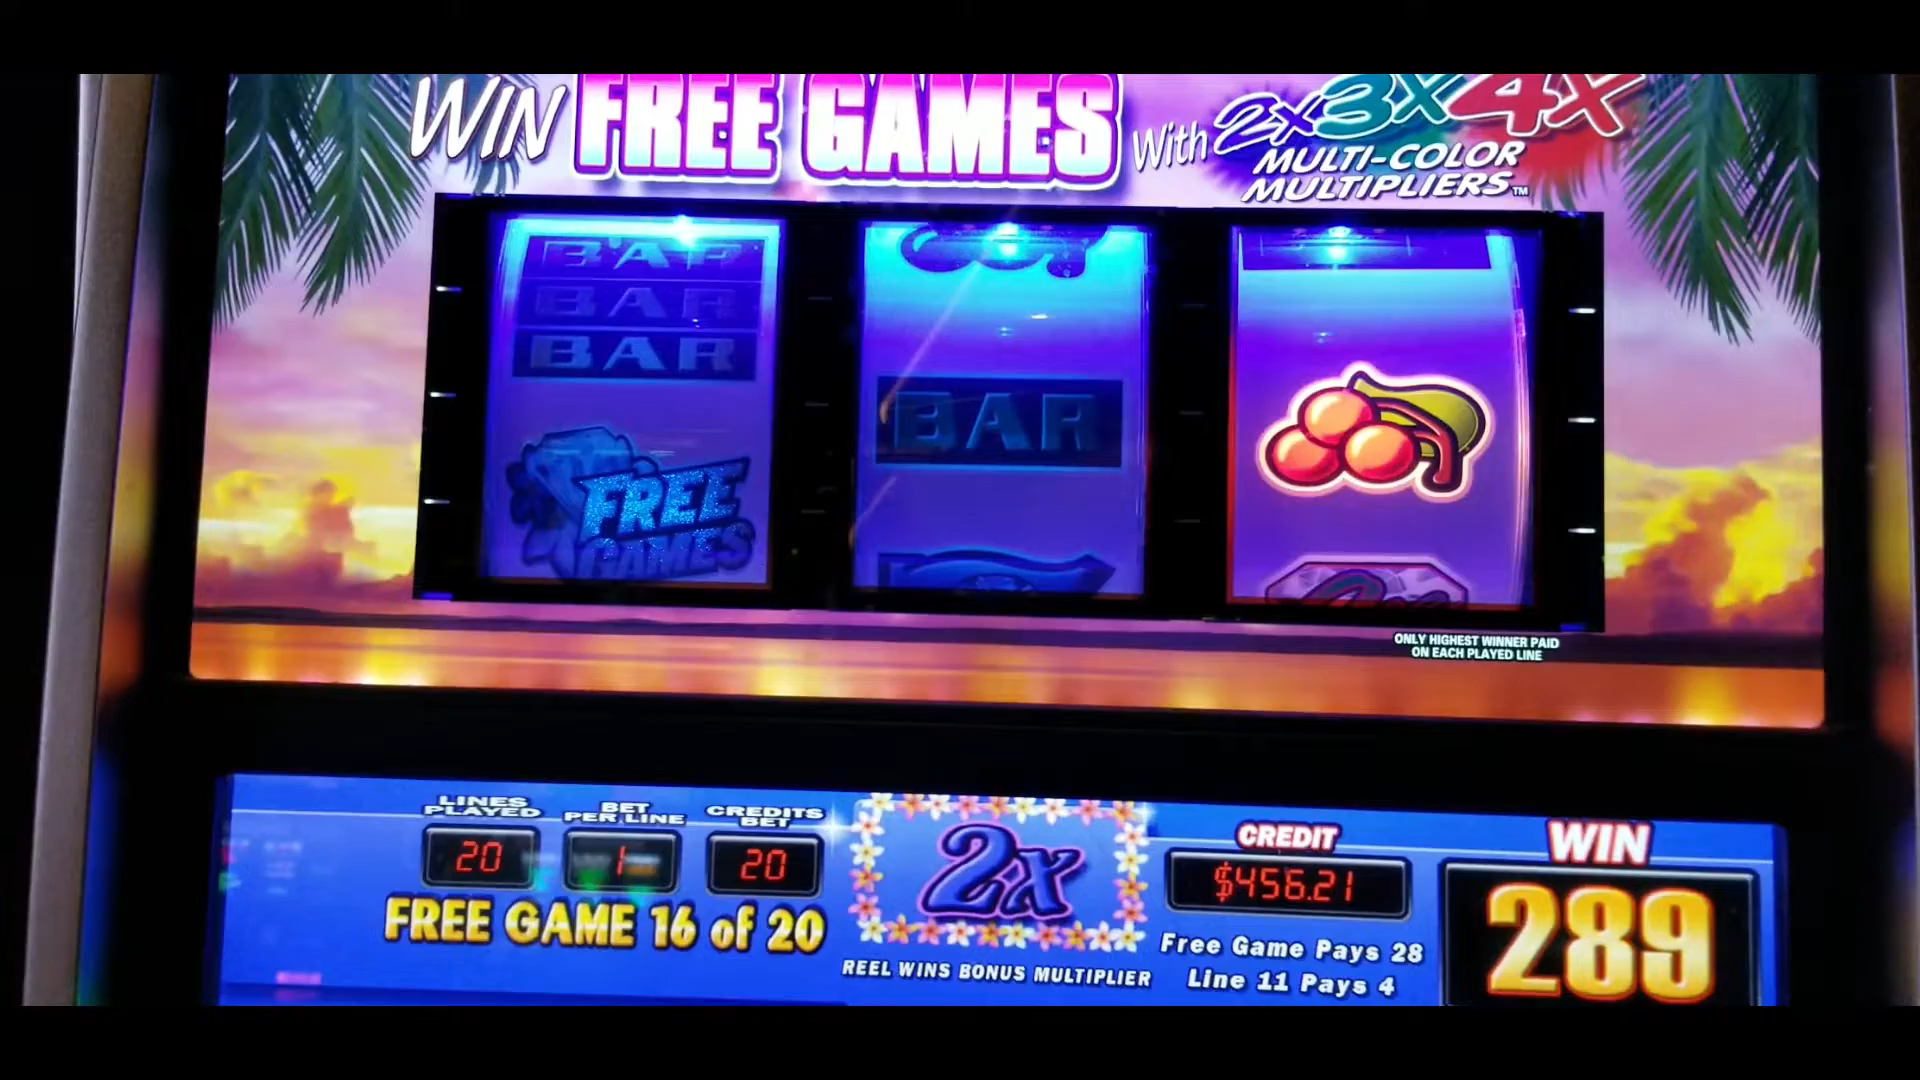 WIN FREE GAMES With 2X 3X 4X
MULTI-COLOR
MULTIPLIERS™
BAR
BAR
BAR
BAR
FREE
GAMES
ONLY HIGHEST WINNER PAID
ON EACH PLAYED LINE
LINES
PLAYED
BET
PER LINE
CREDITS
BET
20
1
20
FREE GAME 16 of 20
2X
REEL WINS BONUS MULTIPLIER
CREDIT
$456.21
Free Game Pays 28
Line 11 Pays 4
WIN
289